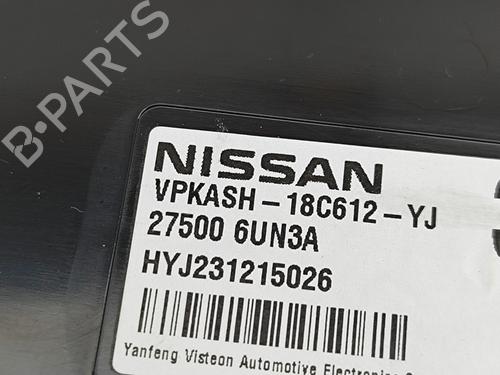 B-PARTS
NISSAN
VPKASH-18C612-YJ
27500 6UN3A
HYJ231215026
Yanfeng Visteon Automotive Electronics